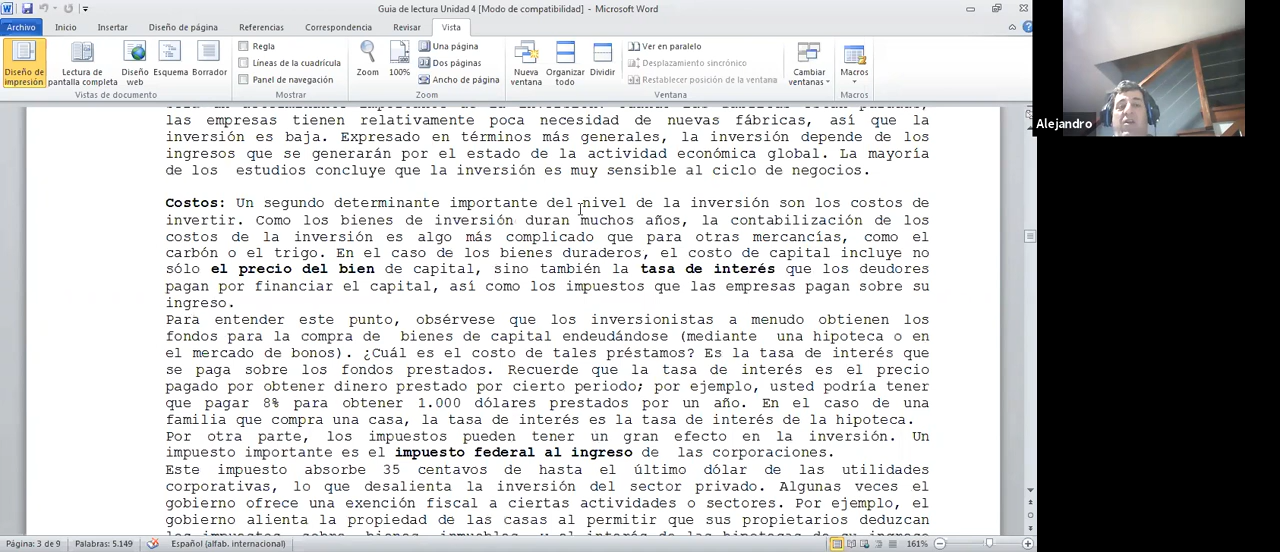 Guia de lectura Unidad 4 [Modo de compatibilidad] - Microsoft Word
Archivo Inicio Insertar Diseño de página Referencias Correspondencia Revisar Vista
Diseño de impresión
Lectura de pantalla completa
Diseño web
Esquema
Borrador
Vistas de documento
Regla
Líneas de la cuadrícula
Panel de navegación
Mostrar
Zoom
100%
Una página
Dos páginas
Ancho de página
Zoom
Nueva ventana
Organizar todo
Dividir
Ver en paralelo
Desplazamiento sincrónico
Restablecer posición de la ventana
Ventana
Cambiar ventanas
Macros
Macros
Alejandro
las empresas tienen relativamente poca necesidad de nuevas fábricas, así que la
inversión es baja. Expresado en términos más generales, la inversión depende de los
ingresos que se generarán por el estado de la actividad económica global. La mayoría
de los estudios concluye que la inversión es muy sensible al ciclo de negocios.
Costos: Un segundo determinante importante del nivel de la inversión son los costos de
invertir. Como los bienes de inversión duran muchos años, la contabilización de los
costos de la inversión es algo más complicado que para otras mercancías, como el
carbón o el trigo. En el caso de los bienes duraderos, el costo de capital incluye no
sólo el precio del bien de capital, sino también la tasa de interés que los deudores
pagan por financiar el capital, así como los impuestos que las empresas pagan sobre su
ingreso.
Para entender este punto, obsérvese que los inversionistas a menudo obtienen los
fondos para la compra de bienes de capital endeudándose (mediante una hipoteca o en
el mercado de bonos). ¿Cuál es el costo de tales préstamos? Es la tasa de interés que
se paga sobre los fondos prestados. Recuerde que la tasa de interés es el precio
pagado por obtener dinero prestado por cierto periodo; por ejemplo, usted podría tener
que pagar 8% para obtener 1.000 dólares prestados por un año. En el caso de una
familia que compra una casa, la tasa de interés es la tasa de interés de la hipoteca.
Por otra parte, los impuestos pueden tener un gran efecto en la inversión. Un
impuesto importante es el impuesto federal al ingreso de las corporaciones.
Este impuesto absorbe 35 centavos de hasta el último dólar de las utilidades
corporativas, lo que desalienta la inversión del sector privado. Algunas veces el
gobierno ofrece una exención fiscal a ciertas actividades o sectores. Por ejemplo, el
gobierno alienta la propiedad de las casas al permitir que sus propietarios deduzcan
Página: 3 de 9 Palabras: 5.149 Español (alfab. internacional) 161%